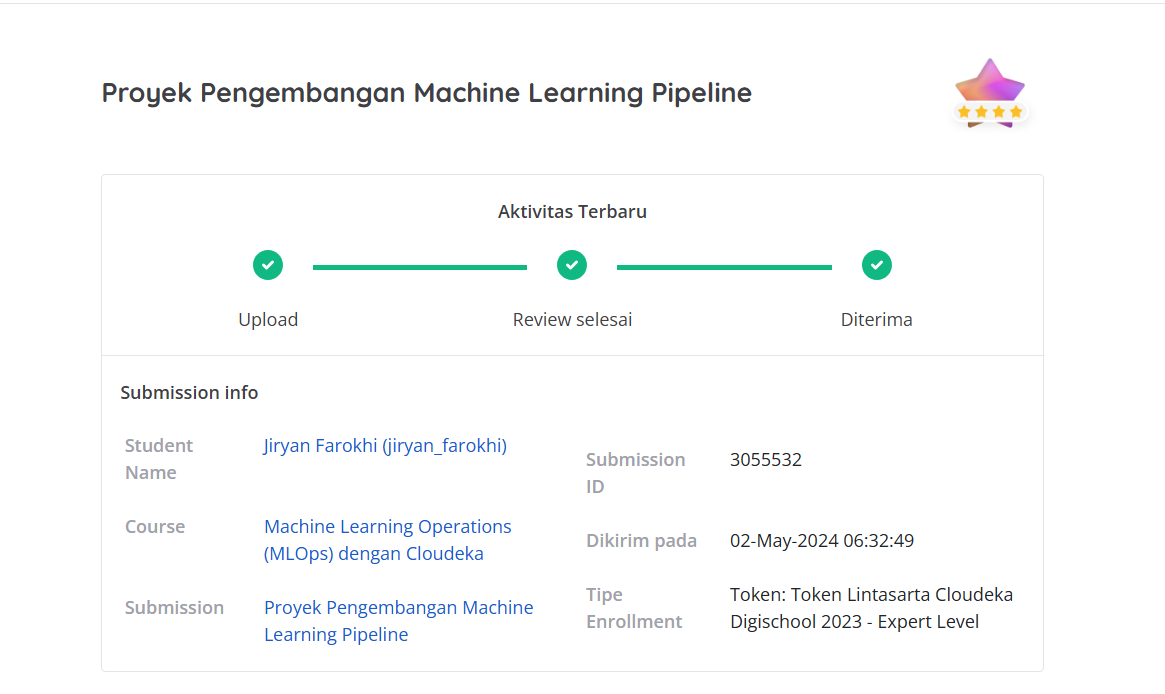 Proyek Pengembangan Machine Learning Pipeline
Aktivitas Terbaru
Upload
Review selesai
Diterima
Submission info
Student
Name
Jiryan Farokhi (jiryan_farokhi)
Course
Machine Learning Operations
(MLOps) dengan Cloudeka
Submission
Proyek Pengembangan Machine
Learning Pipeline
Submission
ID
3055532
Dikirim pada
02-May-2024 06:32:49
Tipe
Enrollment
Token: Token Lintasarta Cloudeka
Digischool 2023 - Expert Level